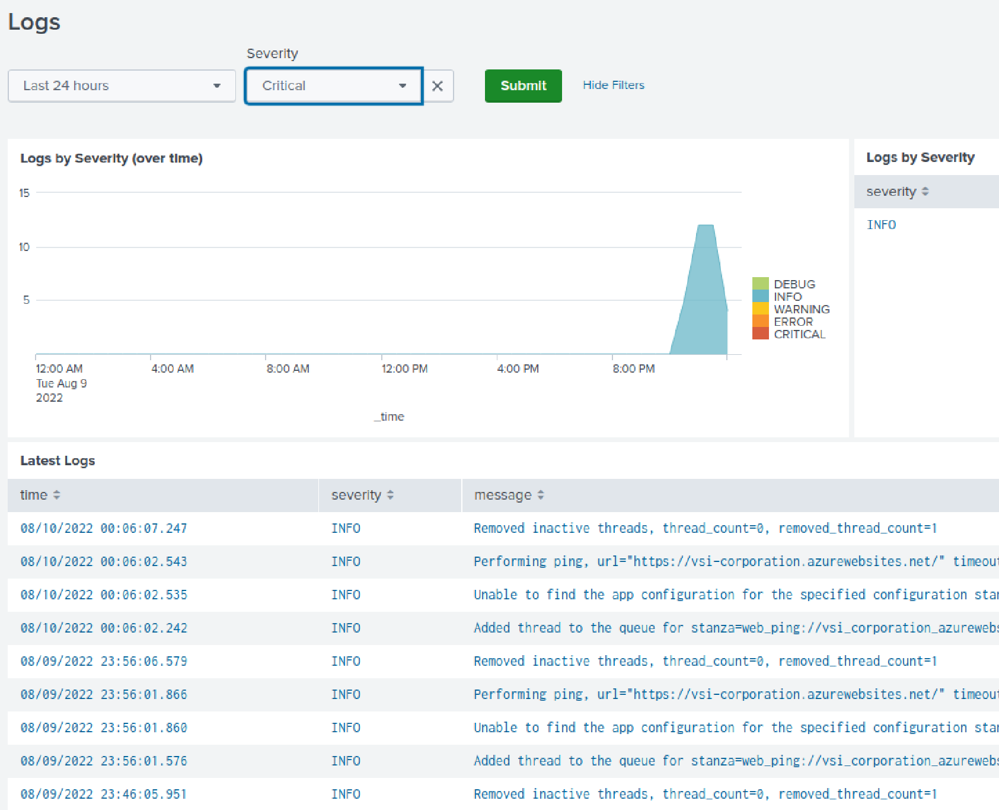 Logs
Severity
Last 24 hours
Critical
Submit
Hide Filters
Logs by Severity (over time)
15
10
5
12:00 AM
Tue Aug 9
2022
4:00 AM
8:00 AM
12:00 PM
4:00 PM
8:00 PM
_time
DEBUG
INFO
WARNING
ERROR
CRITICAL
Logs by Severity
severity
INFO
Latest Logs
time severity message
08/10/2022 00:06:07.247 INFO Removed inactive threads, thread_count=0, removed_thread_count=1
08/10/2022 00:06:02.543 INFO Performing ping, url="https://vsi-corporation.azurewebsites.net/" timeout
08/10/2022 00:06:02.535 INFO Unable to find the app configuration for the specified configuration stan
08/10/2022 00:06:02.242 INFO Added thread to the queue for stanza=web_ping://vsi_corporation_azurewebs
08/09/2022 23:56:06.579 INFO Removed inactive threads, thread_count=0, removed_thread_count=1
08/09/2022 23:56:01.866 INFO Performing ping, url="https://vsi-corporation.azurewebsites.net/" timeout
08/09/2022 23:56:01.860 INFO Unable to find the app configuration for the specified configuration stan
08/09/2022 23:56:01.576 INFO Added thread to the queue for stanza=web_ping://vsi_corporation_azurewebs
08/09/2022 23:46:05.951 INFO Removed inactive threads, thread_count=0, removed_thread_count=1